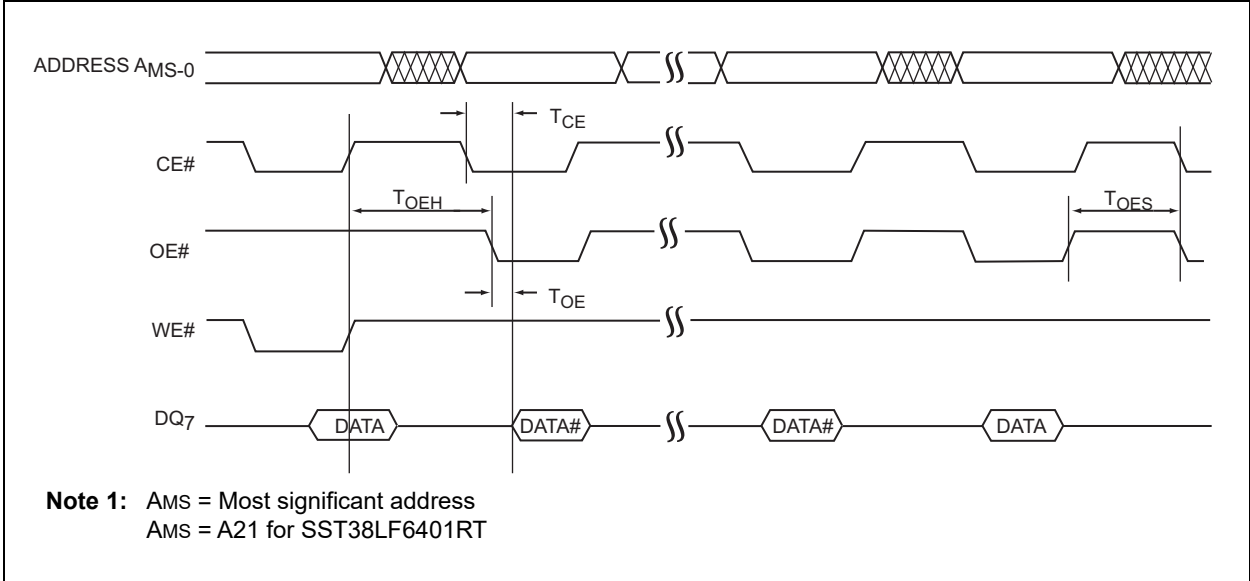 ADDRESS AMS-0
TCE
CE#
TOEH
TOES
OE#
TOE
WE#
DQ7
DATA
DATA#
DATA#
DATA
Note 1: AMS = Most significant address
AMS = A21 for SST38LF6401RT